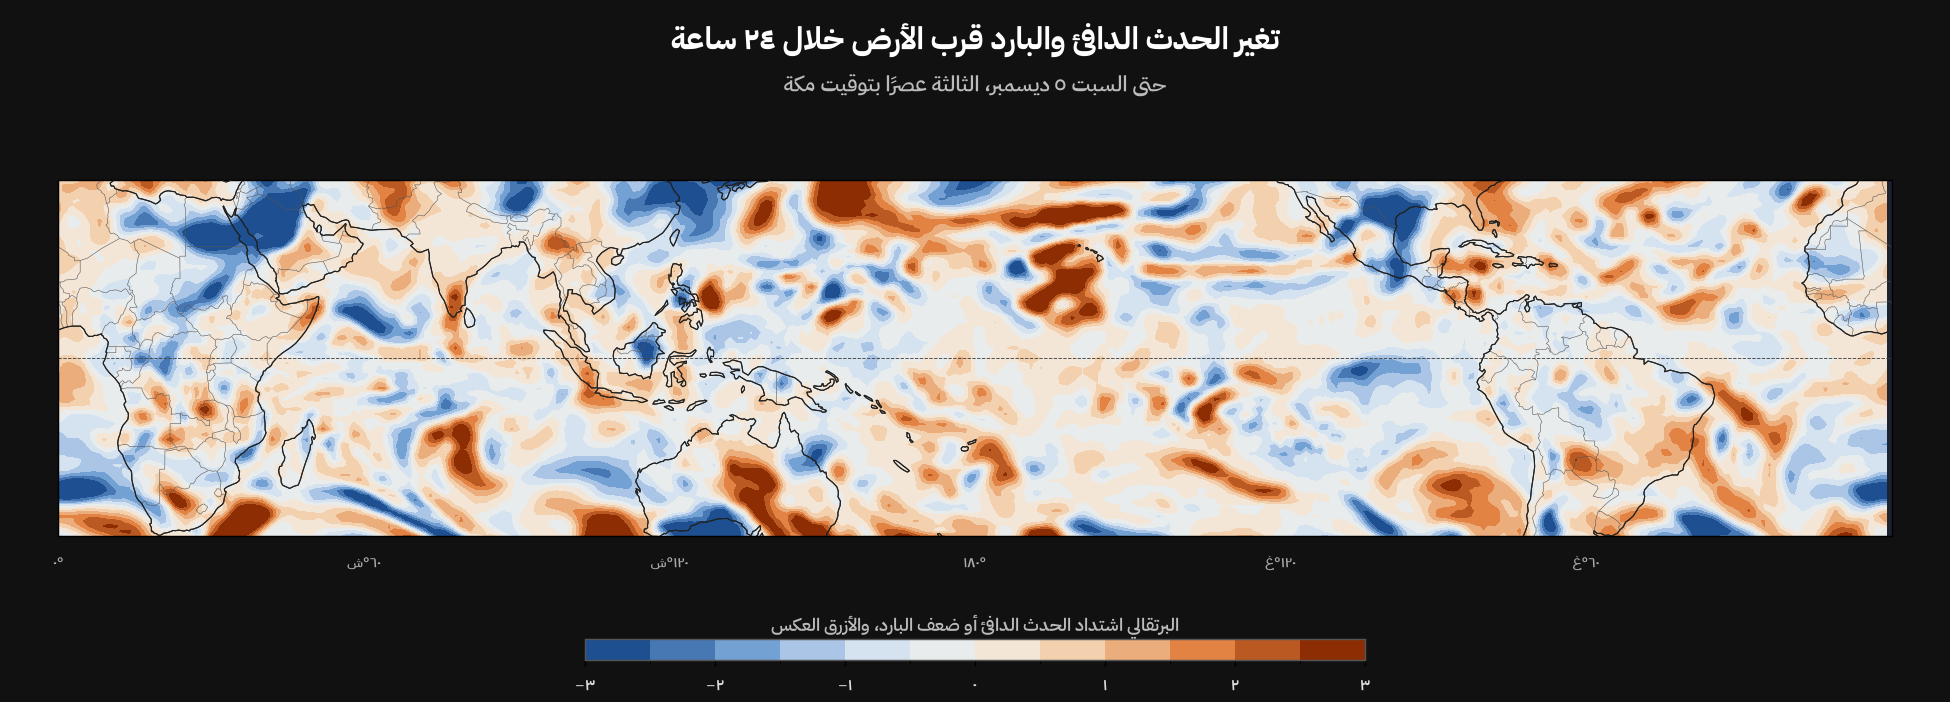 تغير الحدث الدافئ والبارد قرب الأرض خلال ٢٤ ساعة
حتى السبت ٥ ديسمبر، الثالثة عصرًا بتوقيت مكة
٠° ٦٠°ش ١٢٠°ش ١٨٠° ١٢٠°غ ٦٠°غ
البرتقالي اشتداد الحدث الدافئ أو ضعف البارد، والأزرق العكس
−٣ −٢ −١ ٠ ١ ٢ ٣